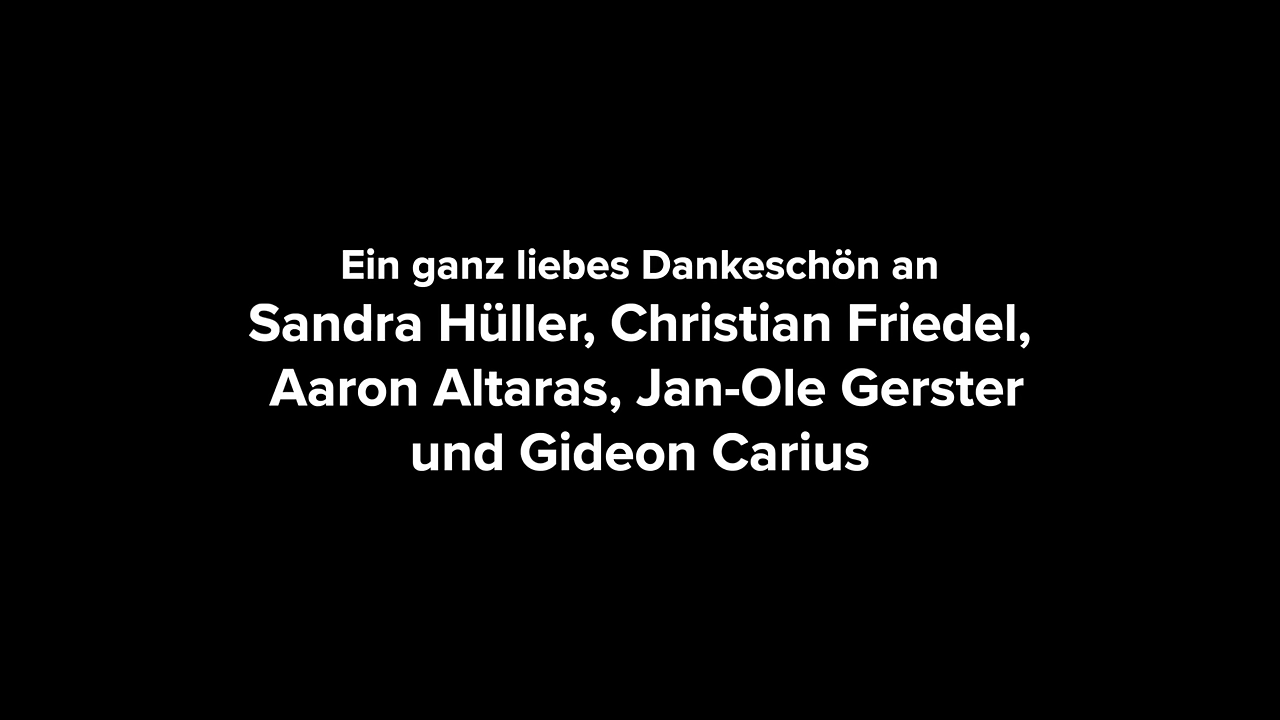 Ein ganz liebes Dankeschön an
Sandra Hüller, Christian Friedel,
Aaron Altaras, Jan-Ole Gerster
und Gideon Carius